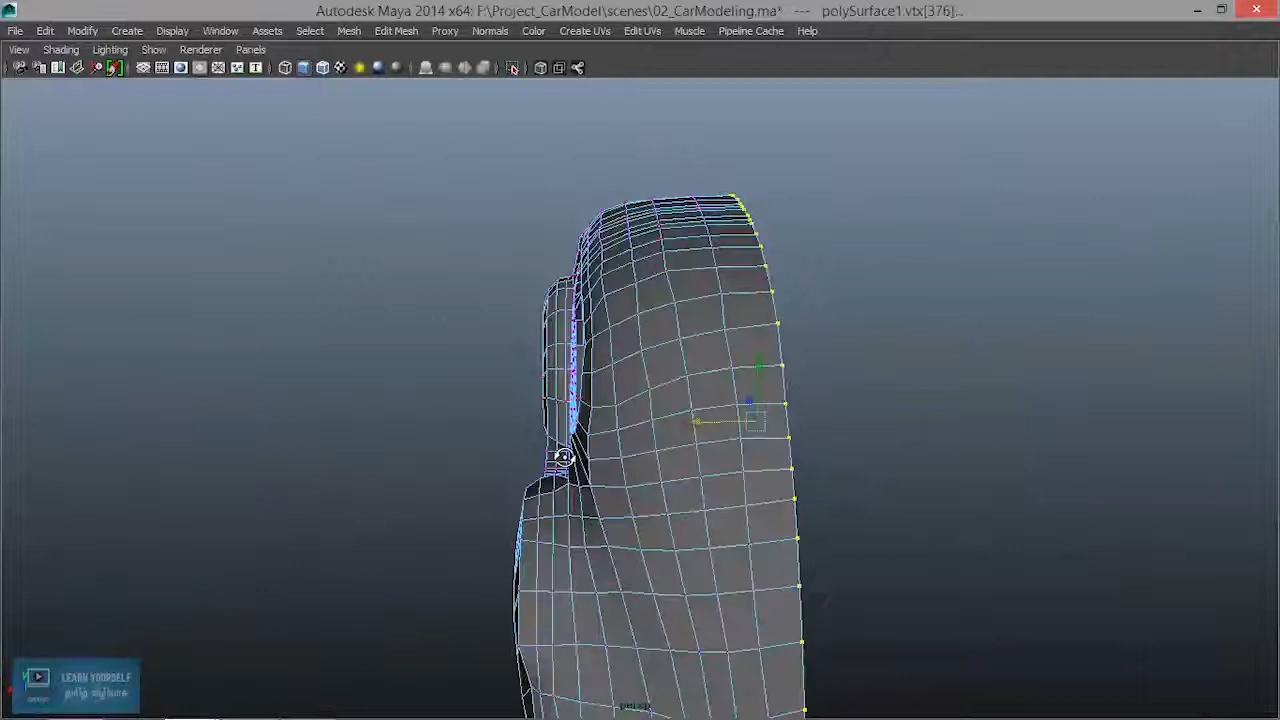 Autodesk Maya 2014 x64: F:\Project_CarModel\scenes\02_CarModeling.ma* --- polySurface1.vtx[376]...
File Edit Modify Create Display Window Assets Select Mesh Edit Mesh Proxy Normals Color Create UVs Edit UVs Muscle Pipeline Cache Help
View Shading Lighting Show Renderer Panels
LEARN YOURSELF
persp